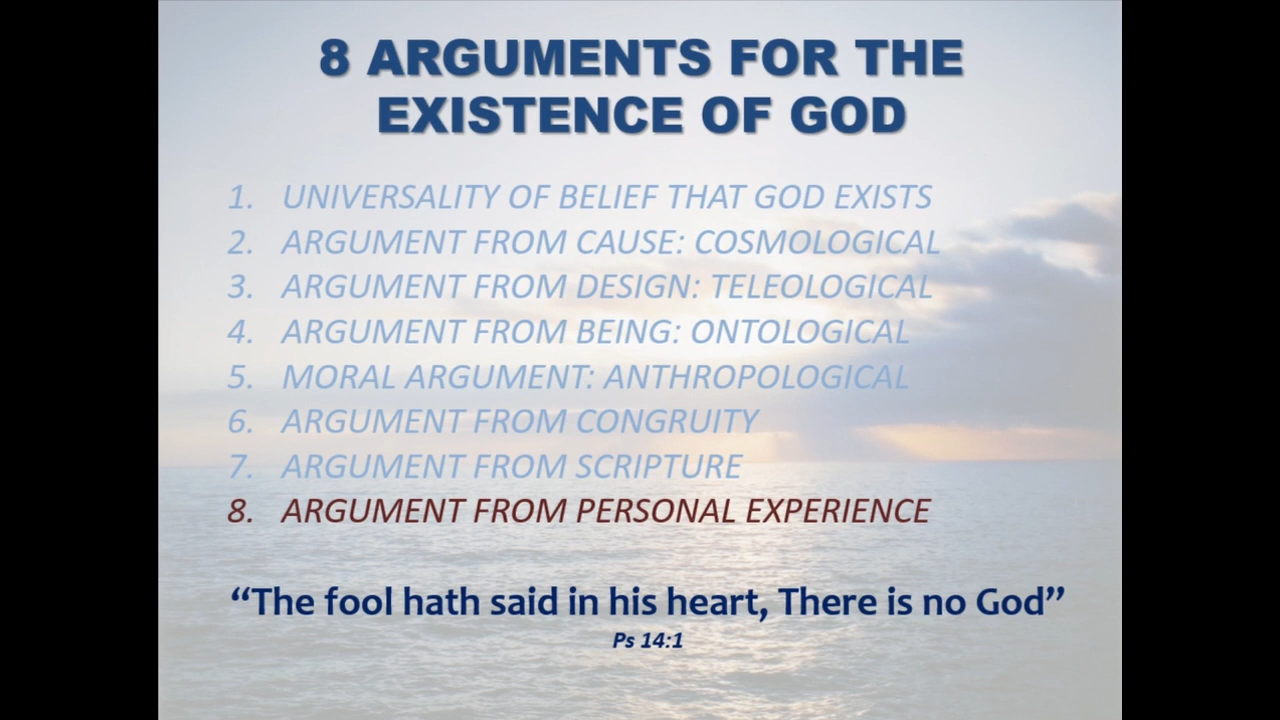 8 ARGUMENTS FOR THE
EXISTENCE OF GOD
1. UNIVERSALITY OF BELIEF THAT GOD EXISTS
2. ARGUMENT FROM CAUSE: COSMOLOGICAL
3. ARGUMENT FROM DESIGN: TELEOLOGICAL
4. ARGUMENT FROM BEING: ONTOLOGICAL
5. MORAL ARGUMENT: ANTHROPOLOGICAL
6. ARGUMENT FROM CONGRUITY
7. ARGUMENT FROM SCRIPTURE
8. ARGUMENT FROM PERSONAL EXPERIENCE
“The fool hath said in his heart, There is no God”
Ps 14:1